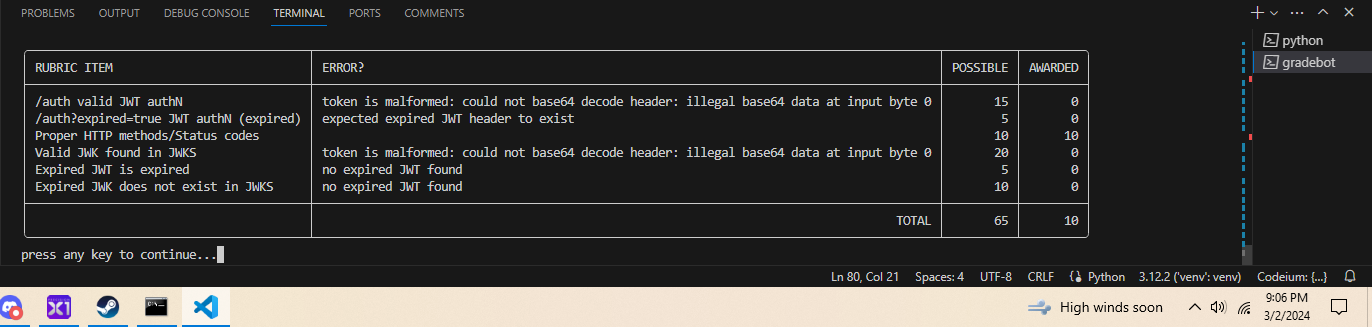 PROBLEMS OUTPUT DEBUG CONSOLE TERMINAL PORTS COMMENTS
python
gradebot
RUBRIC ITEM ERROR? POSSIBLE AWARDED
/auth valid JWT authN token is malformed: could not base64 decode header: illegal base64 data at input byte 0 15 0
/auth?expired=true JWT authN (expired) expected expired JWT header to exist 5 0
Proper HTTP methods/Status codes 10 10
Valid JWK found in JWKS token is malformed: could not base64 decode header: illegal base64 data at input byte 0 20 0
Expired JWT is expired no expired JWT found 5 0
Expired JWK does not exist in JWKS no expired JWT found 10 0
TOTAL 65 10
press any key to continue...
Ln 80, Col 21 Spaces: 4 UTF-8 CRLF Python 3.12.2 ('venv': venv) Codeium: {...}
X1 High winds soon 9:06 PM
3/2/2024